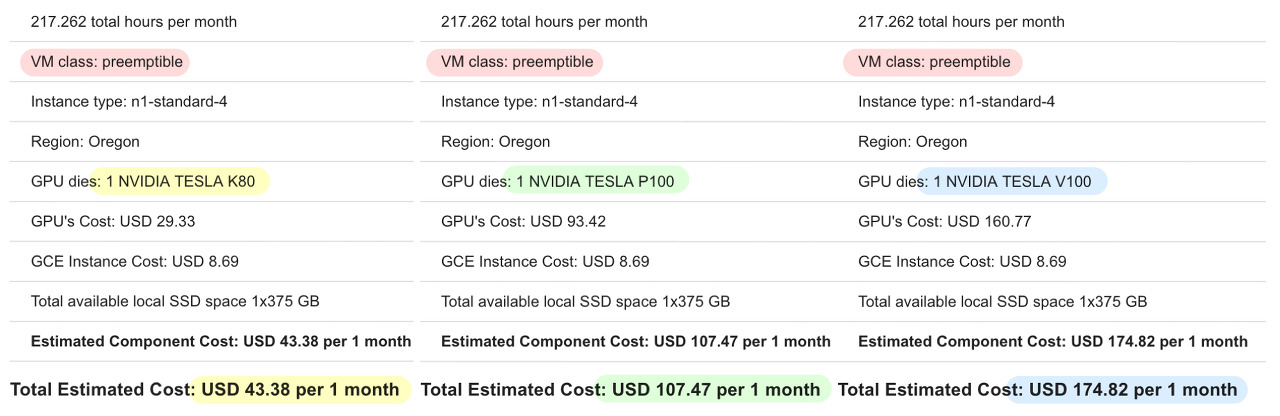 217.262 total hours per month
VM class: preemptible
Instance type: n1-standard-4
Region: Oregon
GPU dies: 1 NVIDIA TESLA K80
GPU's Cost: USD 29.33
GCE Instance Cost: USD 8.69
Total available local SSD space 1x375 GB
Estimated Component Cost: USD 43.38 per 1 month
Total Estimated Cost: USD 43.38 per 1 month
217.262 total hours per month
VM class: preemptible
Instance type: n1-standard-4
Region: Oregon
GPU dies: 1 NVIDIA TESLA P100
GPU's Cost: USD 93.42
GCE Instance Cost: USD 8.69
Total available local SSD space 1x375 GB
Estimated Component Cost: USD 107.47 per 1 month
Total Estimated Cost: USD 107.47 per 1 month
217.262 total hours per month
VM class: preemptible
Instance type: n1-standard-4
Region: Oregon
GPU dies: 1 NVIDIA TESLA V100
GPU's Cost: USD 160.77
GCE Instance Cost: USD 8.69
Total available local SSD space 1x375 GB
Estimated Component Cost: USD 174.82 per 1 month
Total Estimated Cost: USD 174.82 per 1 month